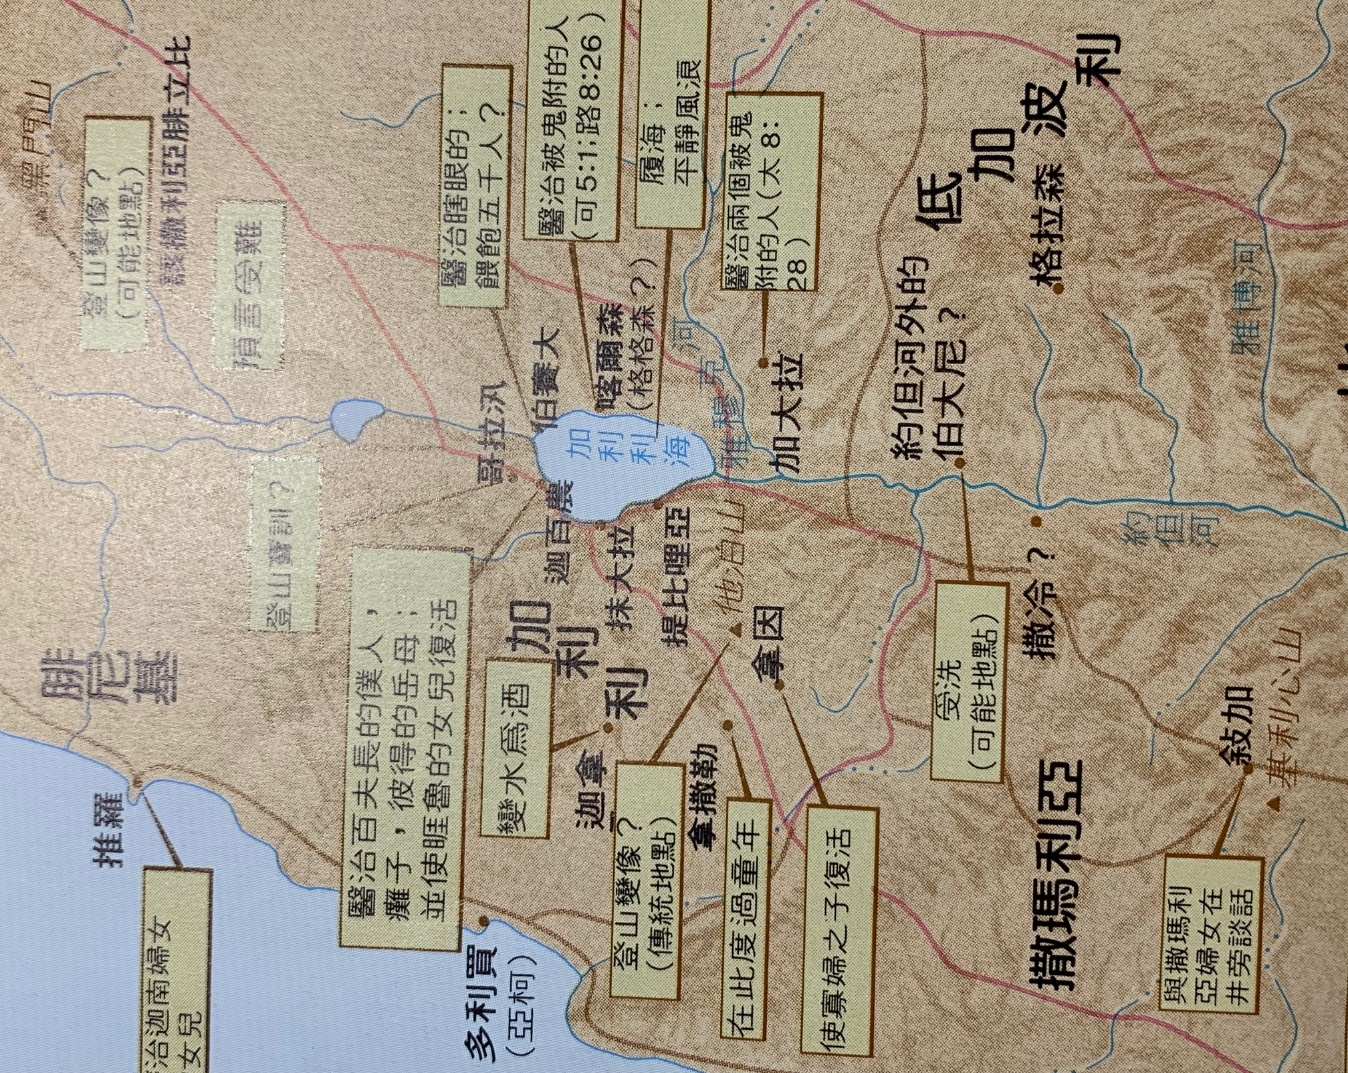 黑門山
登山變像？
（可能地點）
該撒利亞腓立比
預言受難
登山寶訓？
腓尼基
推羅
治迦南婦女
女兒
醫治瞎眼的；
餵飽五千人？
醫治被鬼附的人
（可5:1;路8:26）
履海；
平靜風浪
醫治兩個被鬼
附的人（太 8:
28）
哥拉汛
伯賽大
喀爾森
（格格森？）
加利利海
雅穆克河
加大拉
迦百農
抹大拉
提比哩亞
醫治百夫長的僕人，
癱子，彼得的岳母；
並使睚魯的女兒復活
加利利
變水為酒
迦拿
多利買
（亞柯）
登山變像？
（傳統地點）
拿撒勒
在此度過童年
他泊山
拿因
使寡婦之子復活
低加波利
格拉森
約但河外的
伯大尼？
受洗
（可能地點）
撒冷？
約但河
雅博河
撒瑪利亞
敍加
基利心山
與撒瑪利
亞婦女在
井旁談話